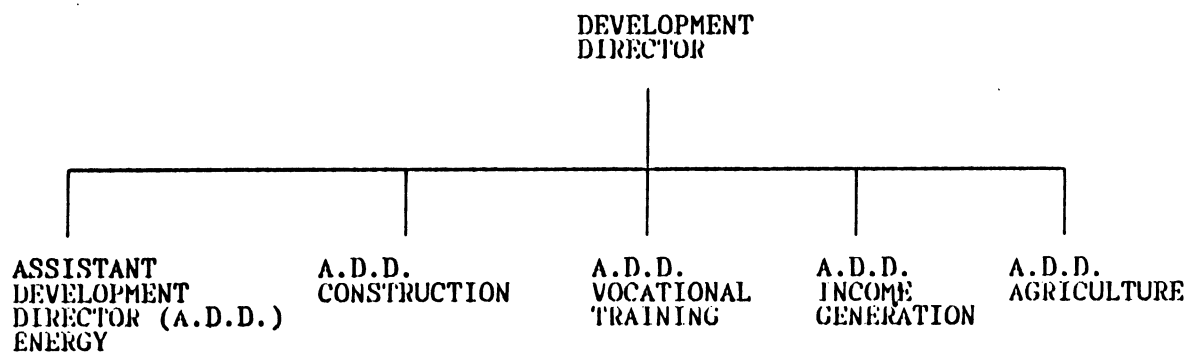 DEVELOPMENT
DIRECTOR
ASSISTANT
DEVELOPMENT
DIRECTOR (A.D.D.)
ENERGY
A.D.D.
CONSTRUCTION
A.D.D.
VOCATIONAL
TRAINING
A.D.D.
INCOME
GENERATION
A.D.D.
AGRICULTURE